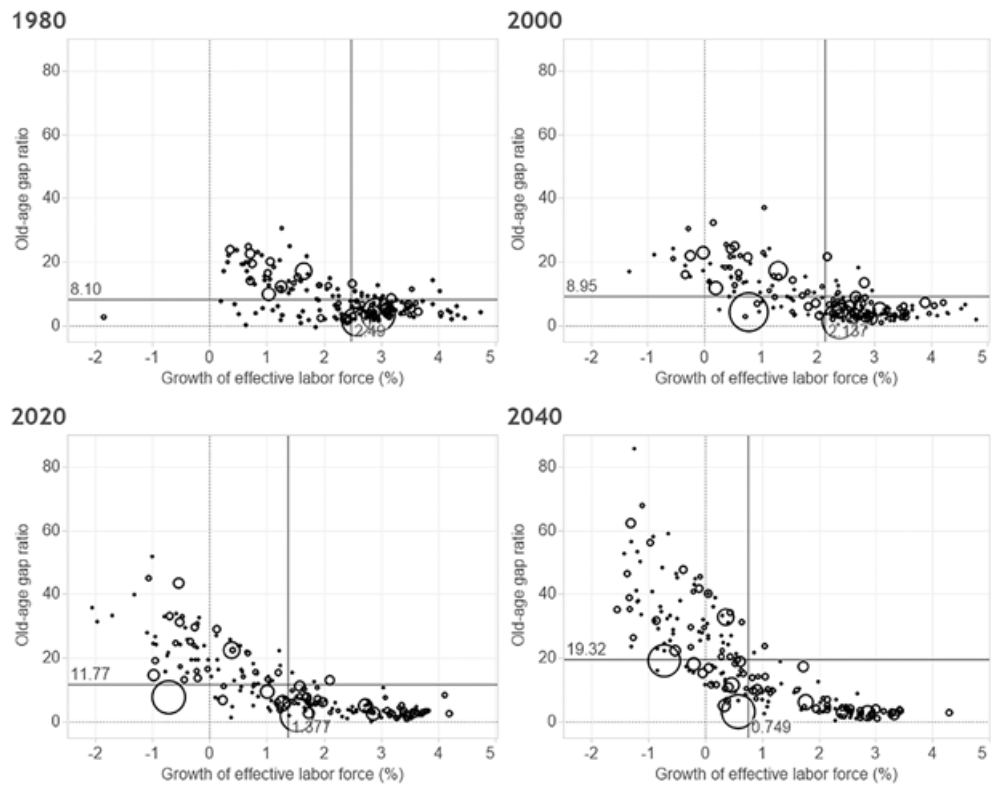 1980
80
60
40
20
0
8.10
2.49
-2 -1 0 1 2 3 4 5
Growth of effective labor force (%)
Old-age gap ratio
2000
80
60
40
20
0
8.95
2.137
-2 -1 0 1 2 3 4 5
Growth of effective labor force (%)
Old-age gap ratio
2020
80
60
40
20
0
11.77
1.377
-2 -1 0 1 2 3 4 5
Growth of effective labor force (%)
Old-age gap ratio
2040
80
60
40
20
0
19.32
0.749
-2 -1 0 1 2 3 4 5
Growth of effective labor force (%)
Old-age gap ratio